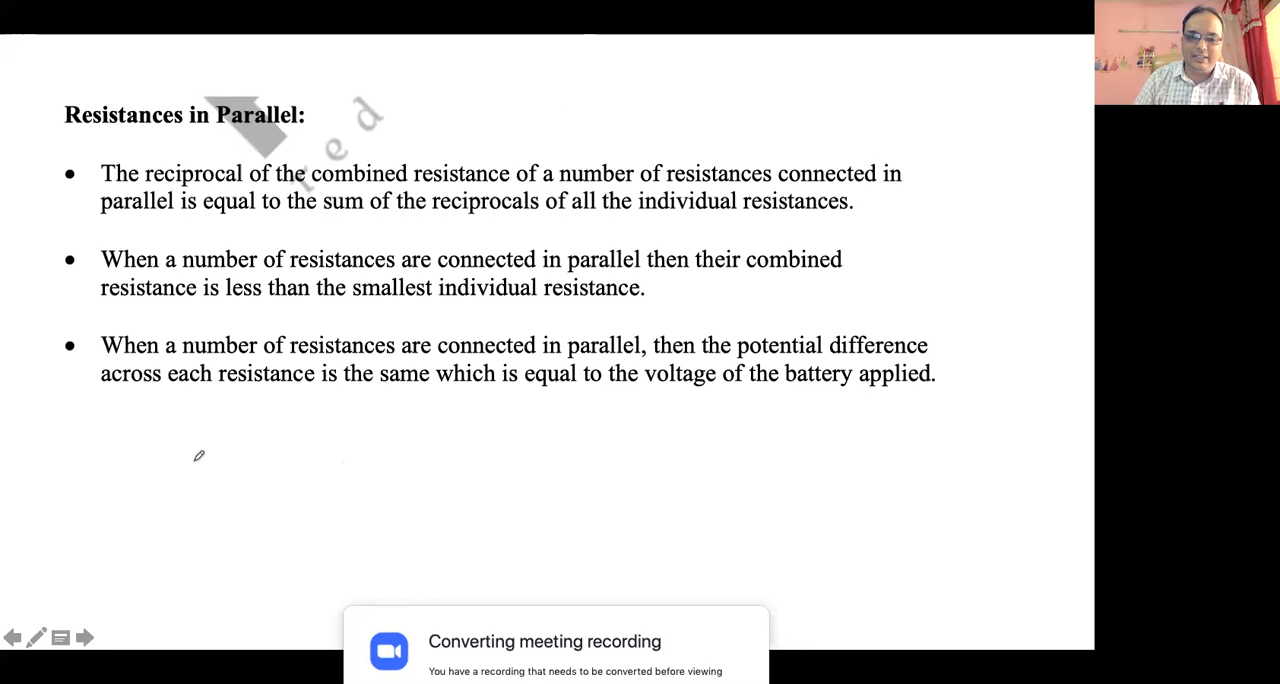 Resistances in Parallel:
red
• The reciprocal of the combined resistance of a number of resistances connected in
parallel is equal to the sum of the reciprocals of all the individual resistances.
• When a number of resistances are connected in parallel then their combined
resistance is less than the smallest individual resistance.
• When a number of resistances are connected in parallel, then the potential difference
across each resistance is the same which is equal to the voltage of the battery applied.
Converting meeting recording
You have a recording that needs to be converted before viewing